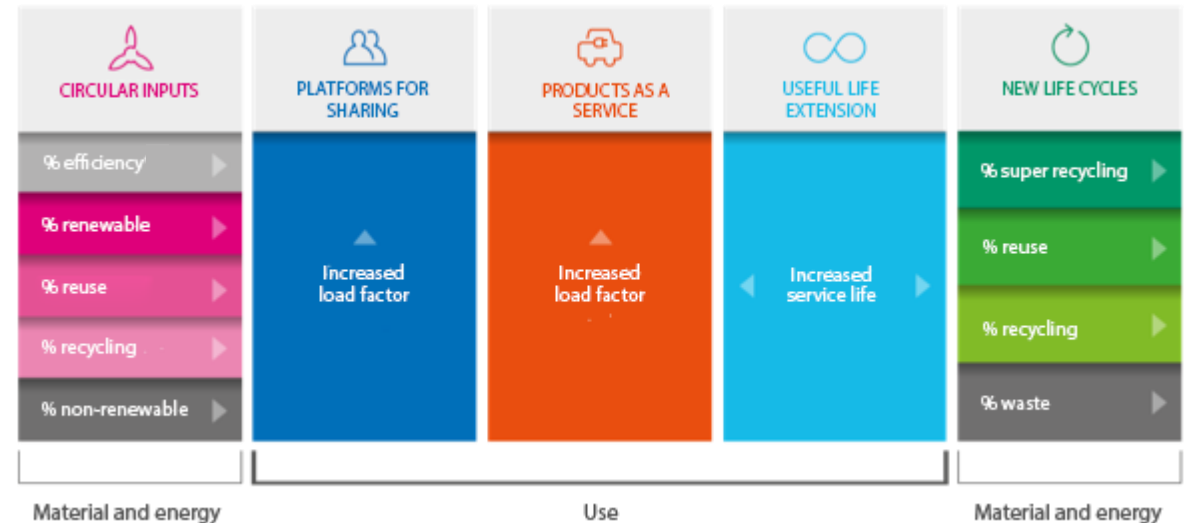 CIRCULAR INPUTS
% efficiency
% renewable
% reuse
% recycling
% non-renewable
PLATFORMS FOR
SHARING
Increased
load factor
PRODUCTS AS A
SERVICE
Increased
load factor
USEFUL LIFE
EXTENSION
Increased
service life
NEW LIFE CYCLES
% super recycling
% reuse
% recycling
% waste
Material and energy
Use
Material and energy